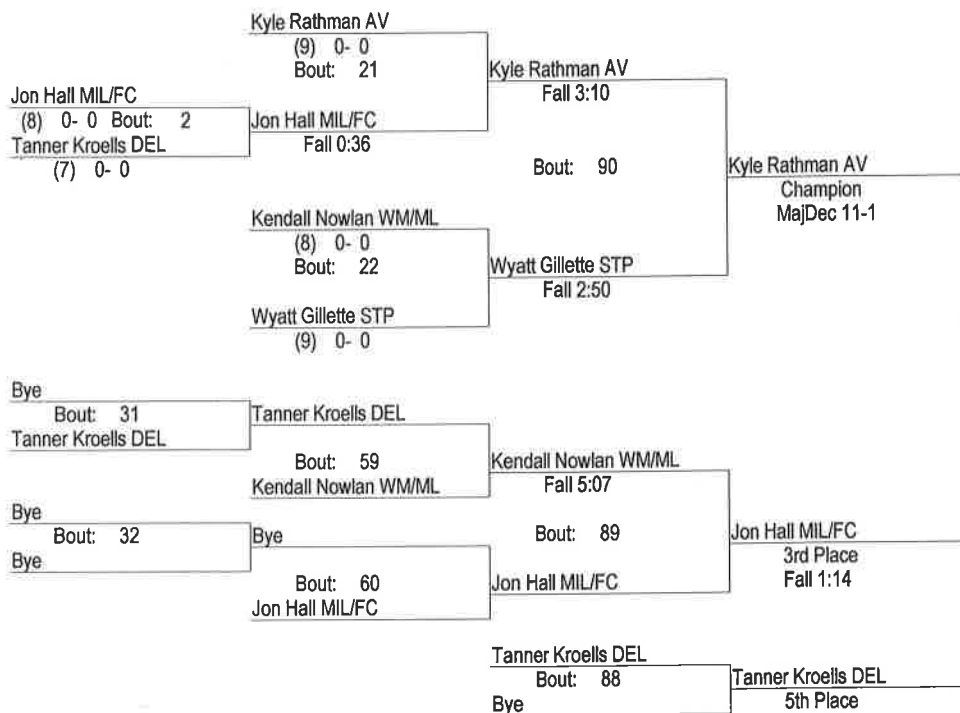 Kyle Rathman AV
(9) 0- 0
Bout: 21
Kyle Rathman AV
Fall 3:10
Jon Hall MIL/FC
(8) 0- 0 Bout: 2
Jon Hall MIL/FC
Fall 0:36
Tanner Kroells DEL
(7) 0- 0
Bout: 90
Kyle Rathman AV
Champion
MajDec 11-1
Kendall Nowlan WM/ML
(8) 0- 0
Bout: 22
Wyatt Gillette STP
Fall 2:50
Wyatt Gillette STP
(9) 0- 0
Bye
Bout: 31
Tanner Kroells DEL
Tanner Kroells DEL
Bout: 59
Kendall Nowlan WM/ML
Kendall Nowlan WM/ML
Fall 5:07
Bye
Bout: 32
Bye
Bye
Bout: 60
Jon Hall MIL/FC
Bout: 89
Jon Hall MIL/FC
Jon Hall MIL/FC
3rd Place
Fall 1:14
Tanner Kroells DEL
Bout: 88
Bye
Tanner Kroells DEL
5th Place